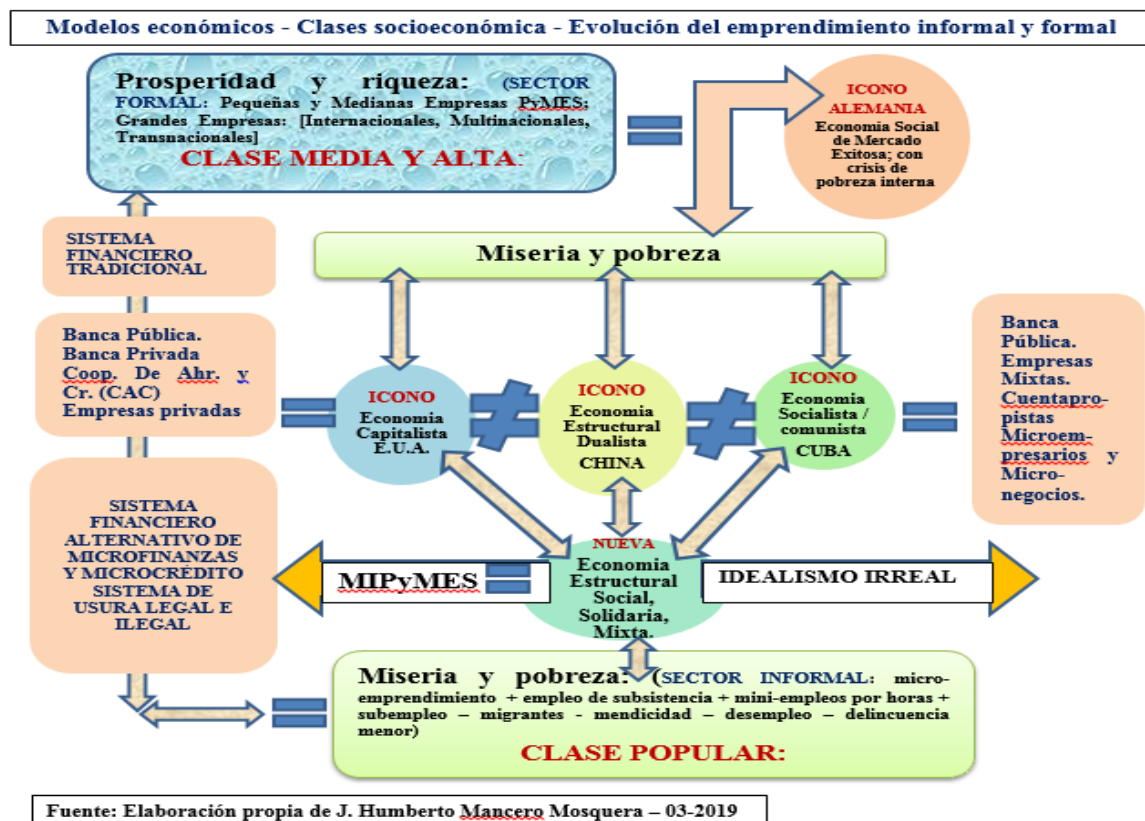 Modelos económicos - Clases socioeconómica - Evolución del emprendimiento informal y formal
Prosperidad y riqueza: (SECTOR
FORMAL: Pequeñas y Medianas Empresas PyMES;
Grandes Empresas: [Internacionales, Multinacionales,
Transnacionales]
CLASE MEDIA Y ALTA:
ICONO
ALEMANIA
Economia Social
de Mercado
Exitosa; con
crisis de
pobreza interna
SISTEMA
FINANCIERO
TRADICIONAL
Miseria y pobreza
Banca Pública.
Banca Privada
Coop. De Ahr. y
Cr. (CAC)
Empresas privadas
ICONO
Economia
Capitalista
E.U.A.
ICONO
Economia
Estructural
Dualista
CHINA
ICONO
Economia
Socialista /
comunista
CUBA
Banca
Pública.
Empresas
Mixtas.
Cuentapro-
pistas
Microem-
presarios y
Micro-
negocios.
SISTEMA
FINANCIERO
ALTERNATIVO DE
MICROFINANZAS
Y MICROCRÉDITO
SISTEMA DE
USURA LEGAL E
ILEGAL
MIPyMES
NUEVA
Economia
Estructural
Social,
Solidaria,
Mixta.
IDEALISMO IRREAL
Miseria y pobreza: (SECTOR INFORMAL: micro-
emprendimiento + empleo de subsistencia + mini-empleos por horas +
subempleo – migrantes - mendicidad – desempleo – delincuencia
menor)
CLASE POPULAR:
Fuente: Elaboración propia de J. Humberto Mancero Mosquera – 03-2019